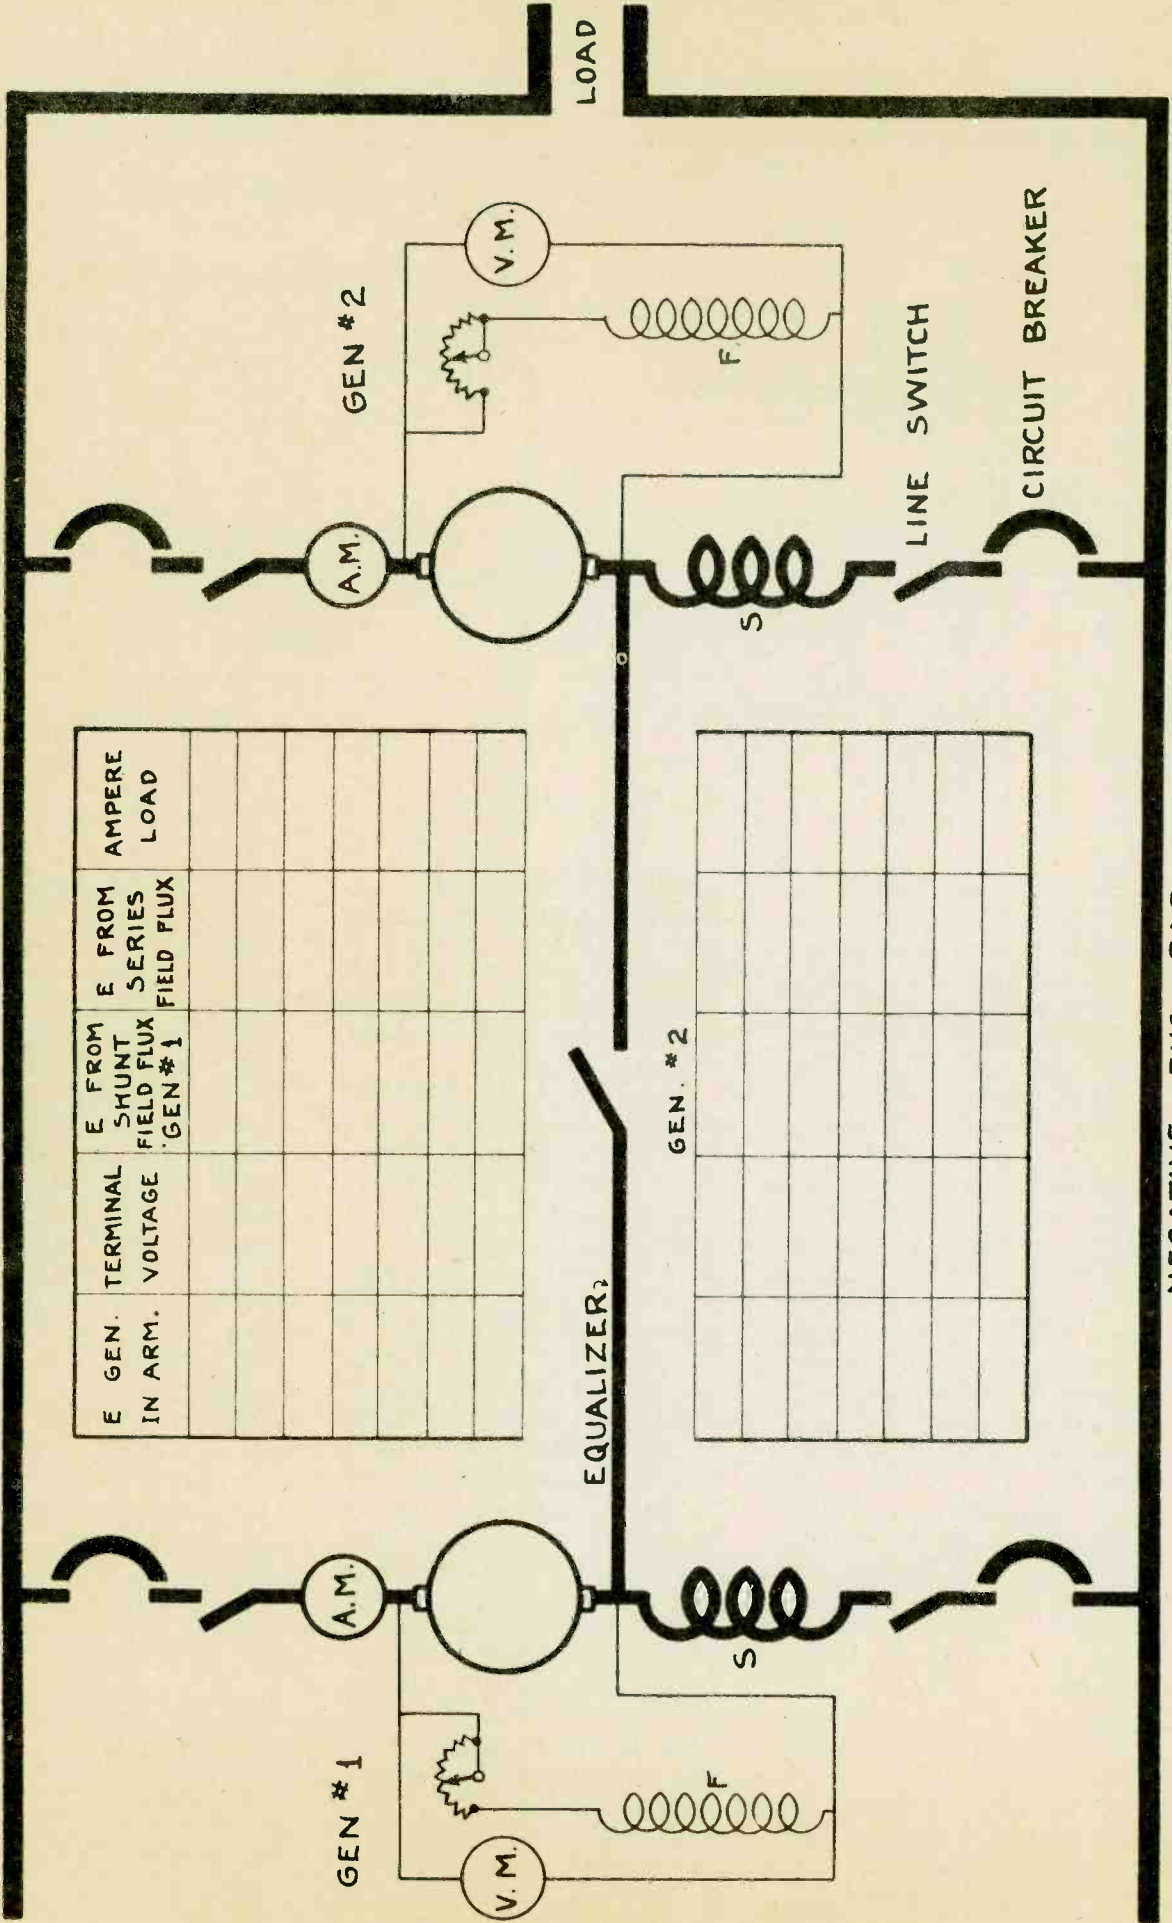 GEN #1
V. M.
F
A.M.
S
E GEN.
IN ARM.
TERMINAL
VOLTAGE
E FROM
SHUNT
FIELD FLUX
GEN#1
E FROM
SERIES
FIELD FLUX
AMPERE
LOAD
EQUALIZER
GEN. #2
GEN #2
V.M.
F
A.M.
S
LINE SWITCH
CIRCUIT BREAKER
LOAD